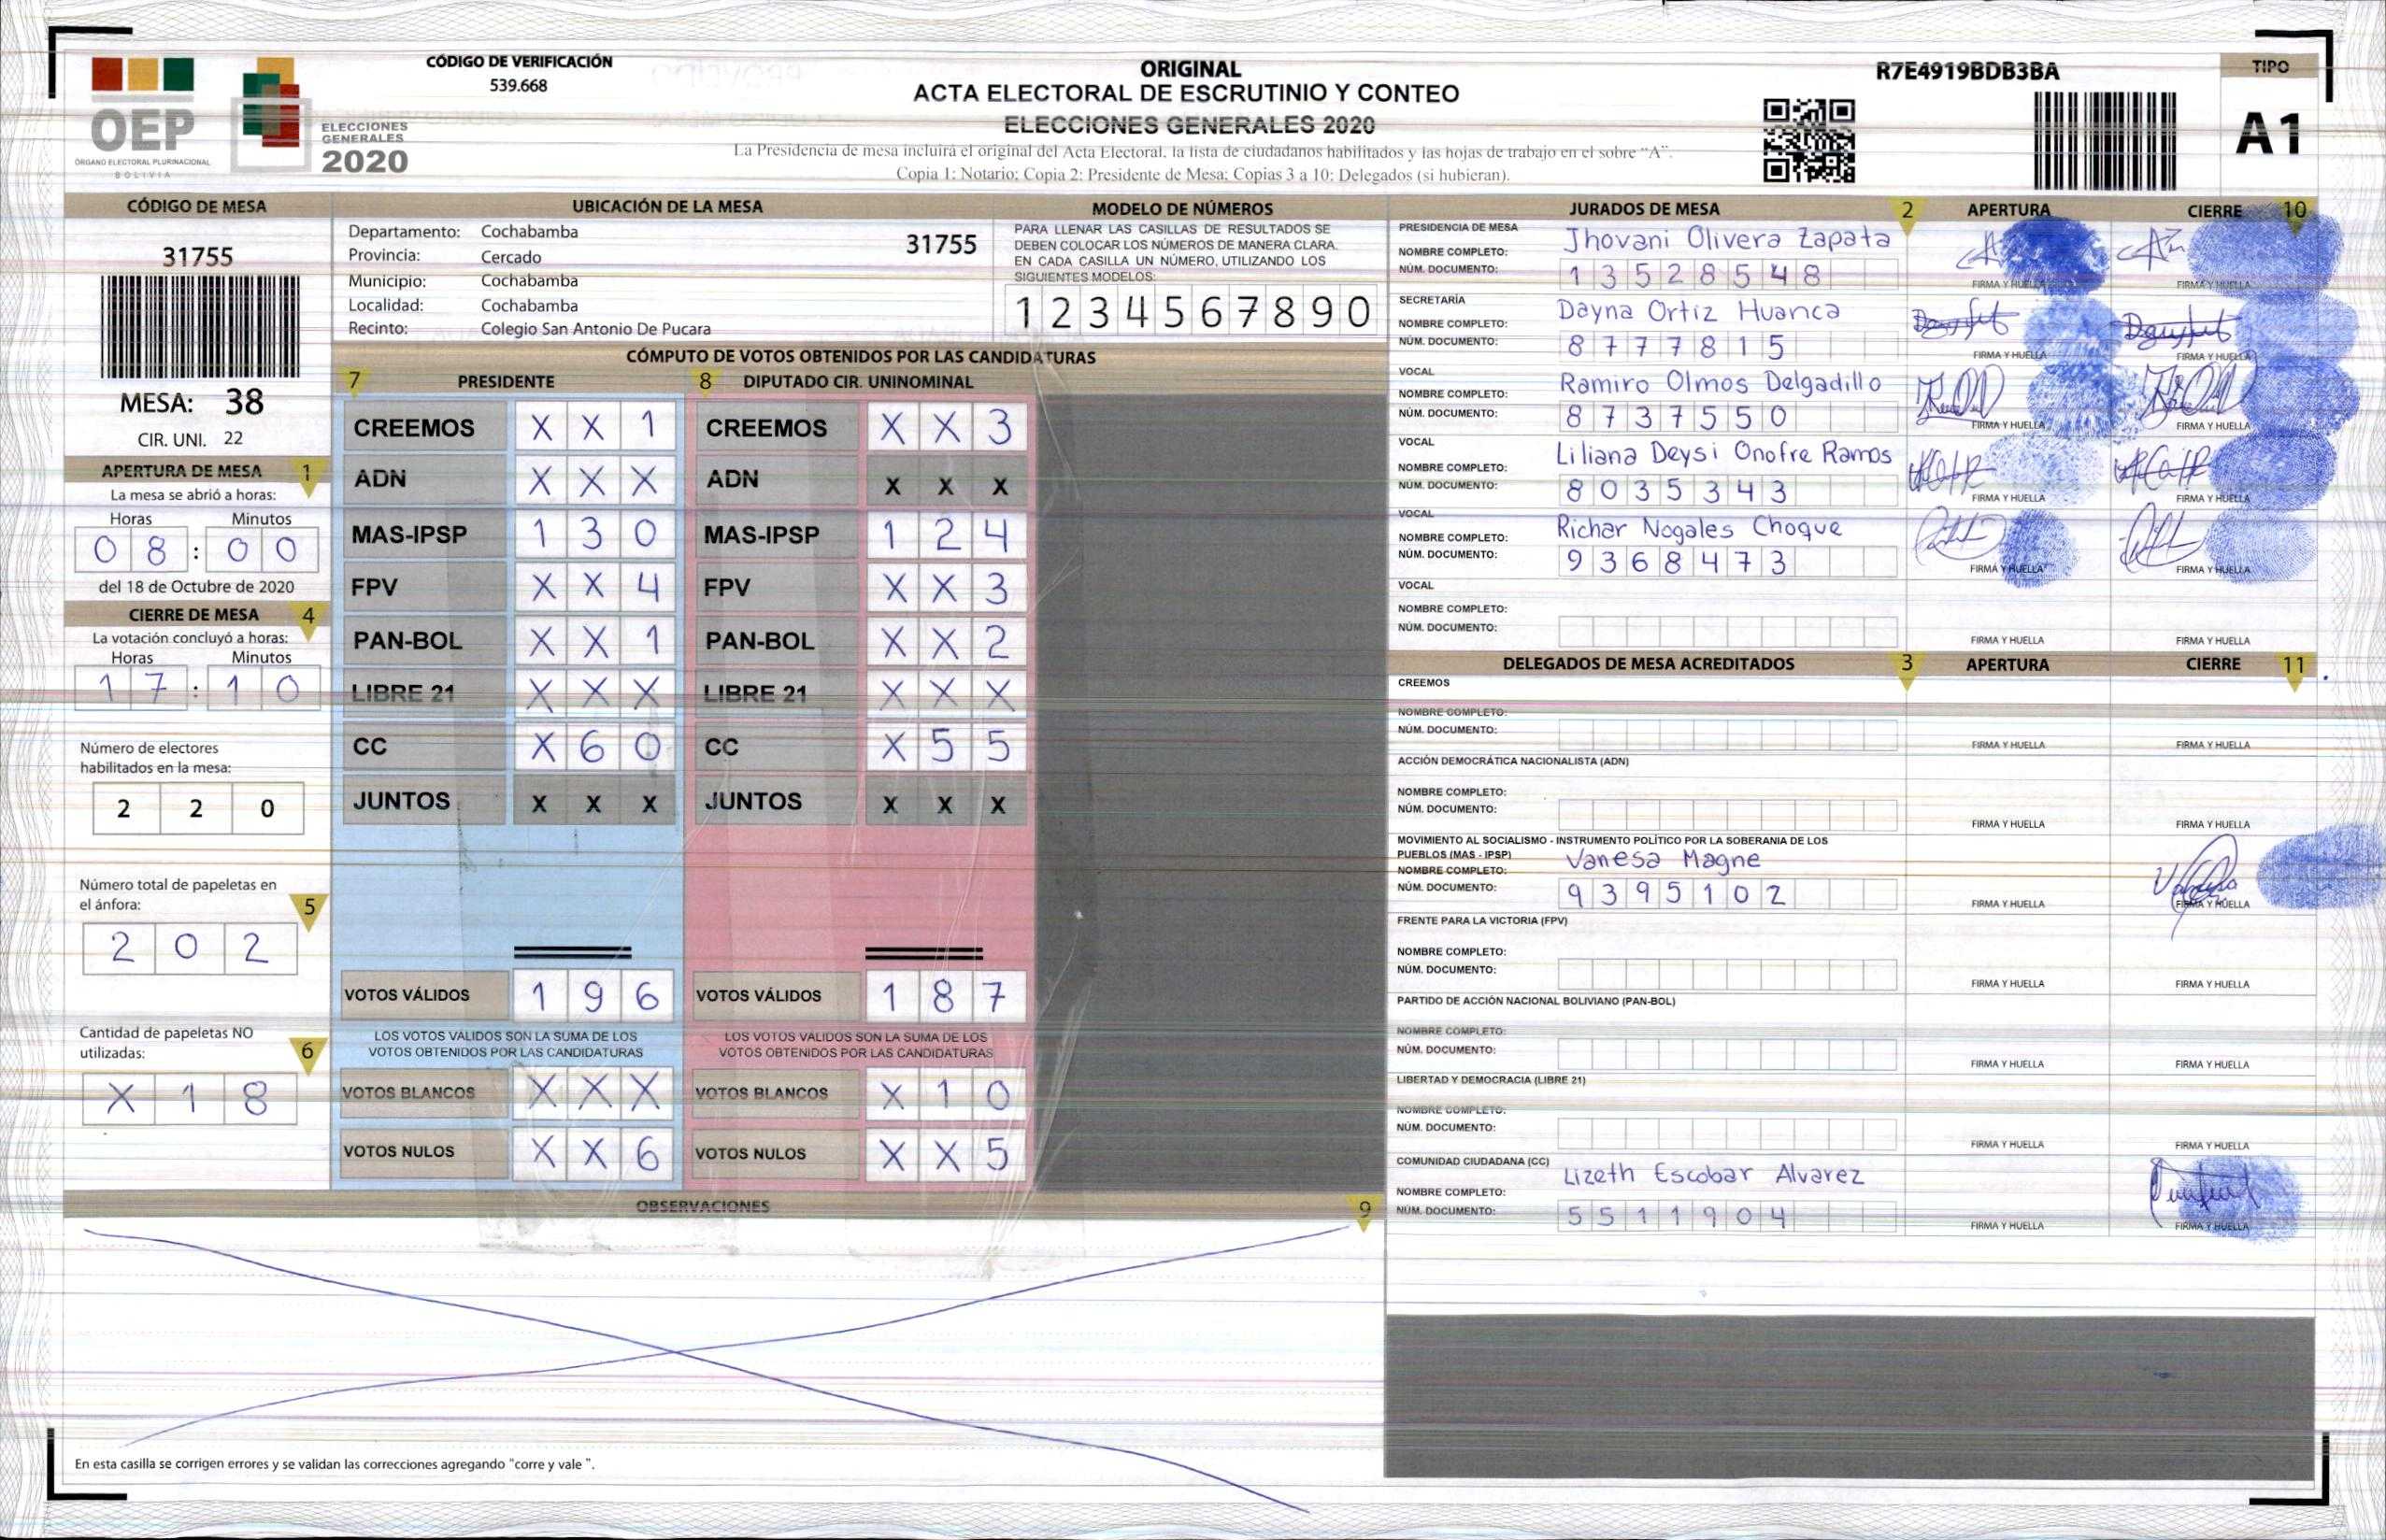 OEP
ÓRGANO ELECTORAL PLURINACIONAL
BOLIVIA
ELECCIONES
GENERALES
2020
CÓDIGO DE VERIFICACIÓN
539.668
ORIGINAL
ACTA ELECTORAL DE ESCRUTINIO Y CONTEO
ELECCIONES GENERALES 2020
La Presidencia de mesa incluirá el original del Acta Electoral, la lista de ciudadanos habilitados y las hojas de trabajo en el sobre “A”.
Copia 1: Notario; Copia 2: Presidente de Mesa; Copias 3 a 10: Delegados (si hubieran).
R7E4919BDB3BA
TIPO
A1
CÓDIGO DE MESA
31755
MESA: 38
CIR. UNI. 22
APERTURA DE MESA 1
La mesa se abrió a horas:
Horas Minutos
0 8 : 0 0
del 18 de Octubre de 2020
CIERRE DE MESA 4
La votación concluyó a horas:
Horas Minutos
1 7 : 1 0
Número de electores
habilitados en la mesa:
2 2 0
Número total de papeletas en
el ánfora: 5
2 0 2
Cantidad de papeletas NO
utilizadas: 6
X 1 8
UBICACIÓN DE LA MESA
Departamento: Cochabamba
31755
Provincia: Cercado
Municipio: Cochabamba
Localidad: Cochabamba
Recinto: Colegio San Antonio De Pucara
MODELO DE NÚMEROS
PARA LLENAR LAS CASILLAS DE RESULTADOS SE
DEBEN COLOCAR LOS NÚMEROS DE MANERA CLARA.
EN CADA CASILLA UN NÚMERO, UTILIZANDO LOS
SIGUIENTES MODELOS:
1 2 3 4 5 6 7 8 9 0
CÓMPUTO DE VOTOS OBTENIDOS POR LAS CANDIDATURAS
7 PRESIDENTE 8 DIPUTADO CIR. UNINOMINAL
CREEMOS X X 1 CREEMOS X X 3
ADN X X X ADN X X X
MAS-IPSP 1 3 0 MAS-IPSP 1 2 4
FPV X X 4 FPV X X 3
PAN-BOL X X 1 PAN-BOL X X 2
LIBRE 21 X X X LIBRE 21 X X X
CC X 6 0 CC X 5 5
JUNTOS X X X JUNTOS X X X
VOTOS VÁLIDOS 1 9 6 VOTOS VÁLIDOS 1 8 7
LOS VOTOS VÁLIDOS SON LA SUMA DE LOS LOS VOTOS VÁLIDOS SON LA SUMA DE LOS
VOTOS OBTENIDOS POR LAS CANDIDATURAS VOTOS OBTENIDOS POR LAS CANDIDATURAS
VOTOS BLANCOS X X X VOTOS BLANCOS X 1 0
VOTOS NULOS X X 6 VOTOS NULOS X X 5
OBSERVACIONES 9
En esta casilla se corrigen errores y se validan las correcciones agregando "corre y vale ".
JURADOS DE MESA 2 APERTURA CIERRE 10
PRESIDENCIA DE MESA
NOMBRE COMPLETO: Jhovani Olivera Zapata
NÚM. DOCUMENTO: 1 3 5 2 8 5 4 8
FIRMA Y HUELLA FIRMA Y HUELLA
SECRETARÍA
NOMBRE COMPLETO: Dayna Ortiz Huanca
NÚM. DOCUMENTO: 8 7 7 7 8 1 5
FIRMA Y HUELLA FIRMA Y HUELLA
VOCAL
NOMBRE COMPLETO: Ramiro Olmos Delgadillo
NÚM. DOCUMENTO: 8 7 3 7 5 5 0
FIRMA Y HUELLA FIRMA Y HUELLA
VOCAL
NOMBRE COMPLETO: Liliana Deysi Onofre Ramos
NÚM. DOCUMENTO: 8 0 3 5 3 4 3
FIRMA Y HUELLA FIRMA Y HUELLA
VOCAL
NOMBRE COMPLETO: Richar Nogales Choque
NÚM. DOCUMENTO: 9 3 6 8 4 7 3
FIRMA Y HUELLA FIRMA Y HUELLA
VOCAL
NOMBRE COMPLETO:
NÚM. DOCUMENTO:
FIRMA Y HUELLA FIRMA Y HUELLA
DELEGADOS DE MESA ACREDITADOS 3 APERTURA CIERRE 11
CREEMOS
NOMBRE COMPLETO:
NÚM. DOCUMENTO:
FIRMA Y HUELLA FIRMA Y HUELLA
ACCIÓN DEMOCRÁTICA NACIONALISTA (ADN)
NOMBRE COMPLETO:
NÚM. DOCUMENTO:
FIRMA Y HUELLA FIRMA Y HUELLA
MOVIMIENTO AL SOCIALISMO - INSTRUMENTO POLÍTICO POR LA SOBERANIA DE LOS
PUEBLOS (MAS - IPSP)
NOMBRE COMPLETO: Vanesa Magne
NÚM. DOCUMENTO: 9 3 9 5 1 0 2
FIRMA Y HUELLA FIRMA Y HUELLA
FRENTE PARA LA VICTORIA (FPV)
NOMBRE COMPLETO:
NÚM. DOCUMENTO:
FIRMA Y HUELLA FIRMA Y HUELLA
PARTIDO DE ACCIÓN NACIONAL BOLIVIANO (PAN-BOL)
NOMBRE COMPLETO:
NÚM. DOCUMENTO:
FIRMA Y HUELLA FIRMA Y HUELLA
LIBERTAD Y DEMOCRACIA (LIBRE 21)
NOMBRE COMPLETO:
NÚM. DOCUMENTO:
FIRMA Y HUELLA FIRMA Y HUELLA
COMUNIDAD CIUDADANA (CC)
NOMBRE COMPLETO: Lizeth Escobar Alvarez
NÚM. DOCUMENTO: 5 5 1 1 9 0 4
FIRMA Y HUELLA FIRMA Y HUELLA